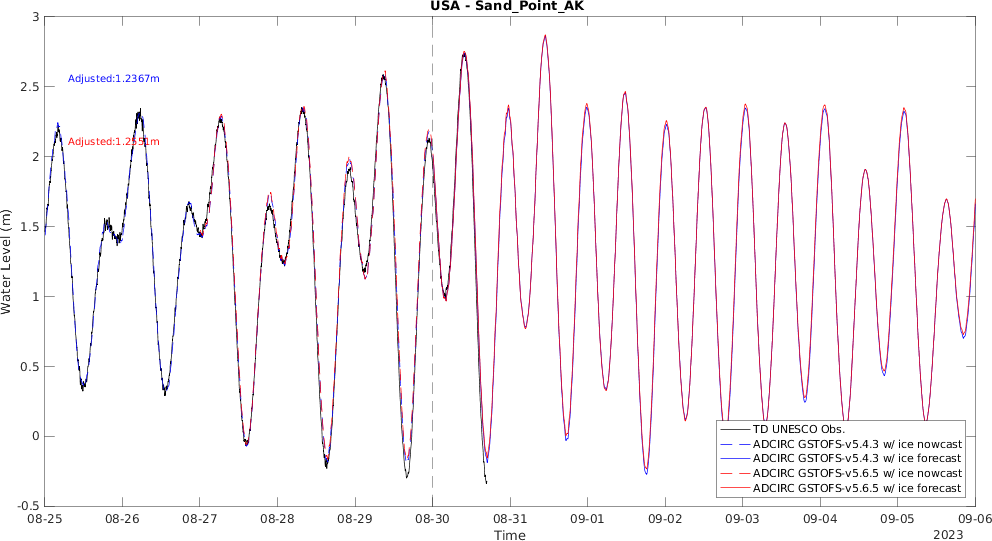 USA - Sand_Point_AK
Adjusted:1.2367m
Adjusted:1.2551m
Water Level (m)
3
2.5
2
1.5
1
0.5
0
-0.5
08-25
08-26
08-27
08-28
08-29
08-30
08-31
09-01
09-02
09-03
09-04
09-05
09-06
Time
2023
TD UNESCO Obs.
ADCIRC GSTOFS-v5.4.3 w/ ice nowcast
ADCIRC GSTOFS-v5.4.3 w/ ice forecast
ADCIRC GSTOFS-v5.6.5 w/ ice nowcast
ADCIRC GSTOFS-v5.6.5 w/ ice forecast